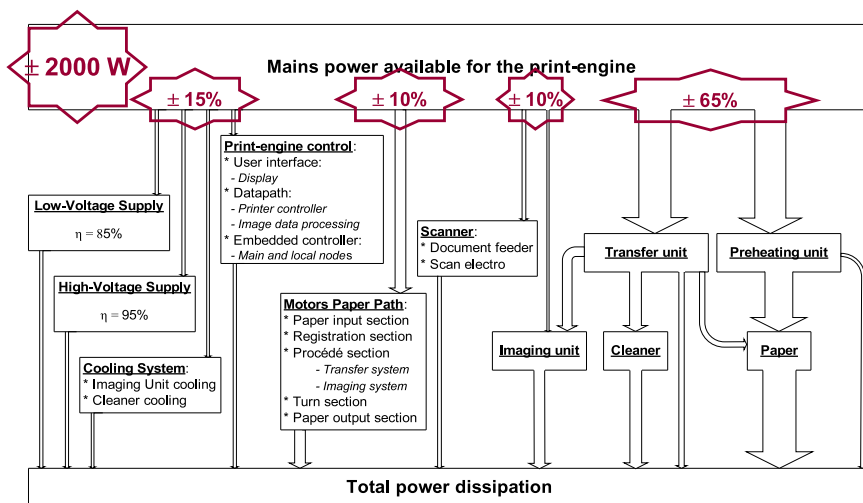 ± 2000 W
Mains power available for the print-engine
± 15%
± 10%
± 10%
± 65%
Print-engine control:
* User interface:
- Display
* Datapath:
- Printer controller
- Image data processing
* Embedded controller:
- Main and local nodes
Low-Voltage Supply
η = 85%
Scanner:
* Document feeder
* Scan electro
Transfer unit
Preheating unit
High-Voltage Supply
η = 95%
Motors Paper Path:
* Paper input section
* Registration section
* Procédé section
- Transfer system
- Imaging system
* Turn section
* Paper output section
Imaging unit
Cleaner
Paper
Cooling System:
* Imaging Unit cooling
* Cleaner cooling
Total power dissipation